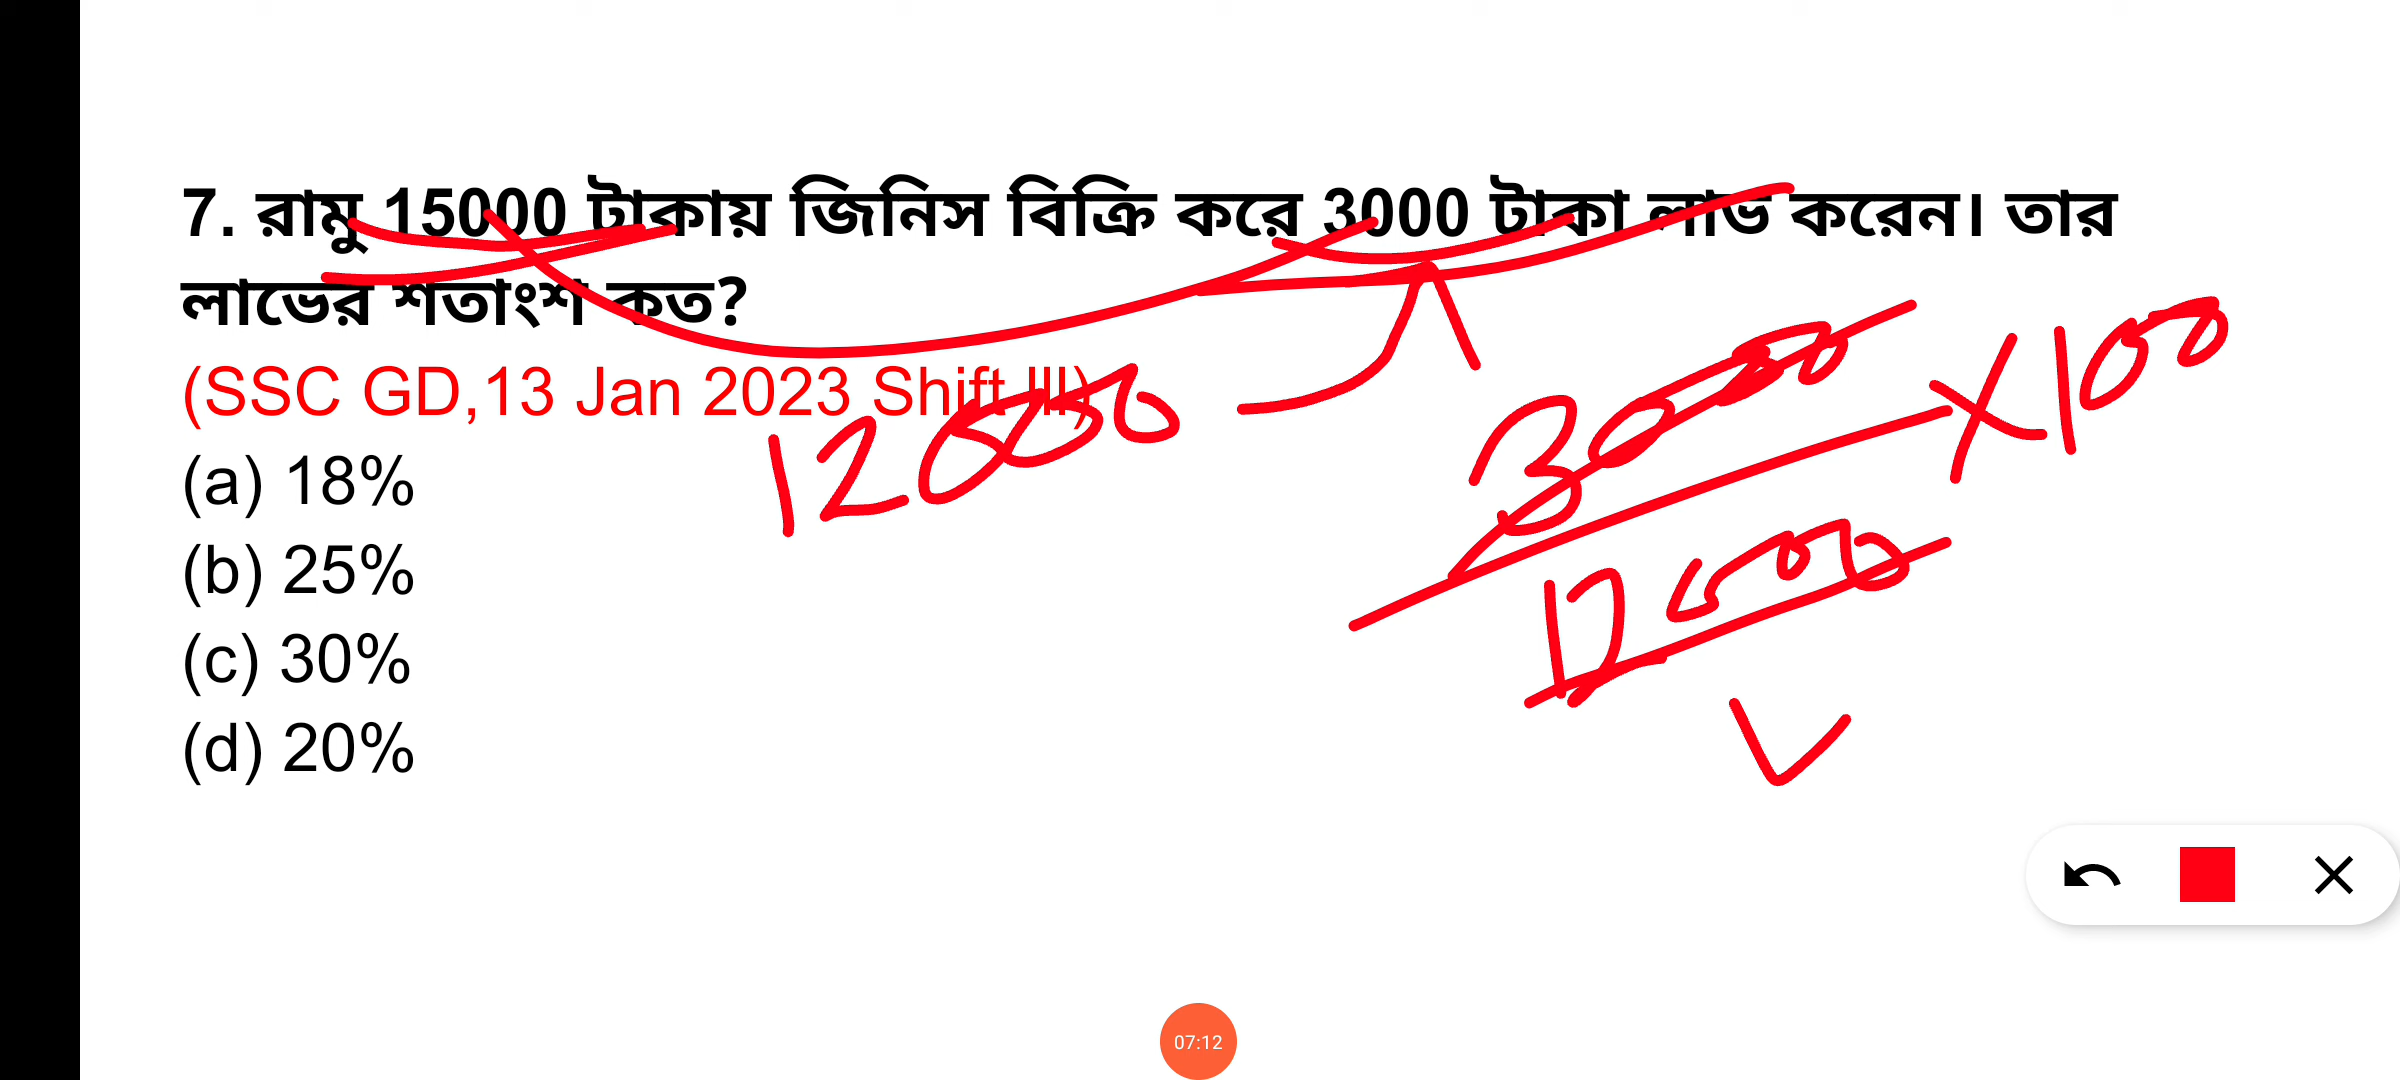 7. রামু 15000 টাকায় জিনিস বিক্রি করে 3000 টাকা লাভ করেন। তার
লাভের শতাংশ কত?
(SSC GD,13 Jan 2023 Shift III)
12000
3000 ×100
12000
(a) 18%
(b) 25%
(c) 30%
(d) 20%
07:12